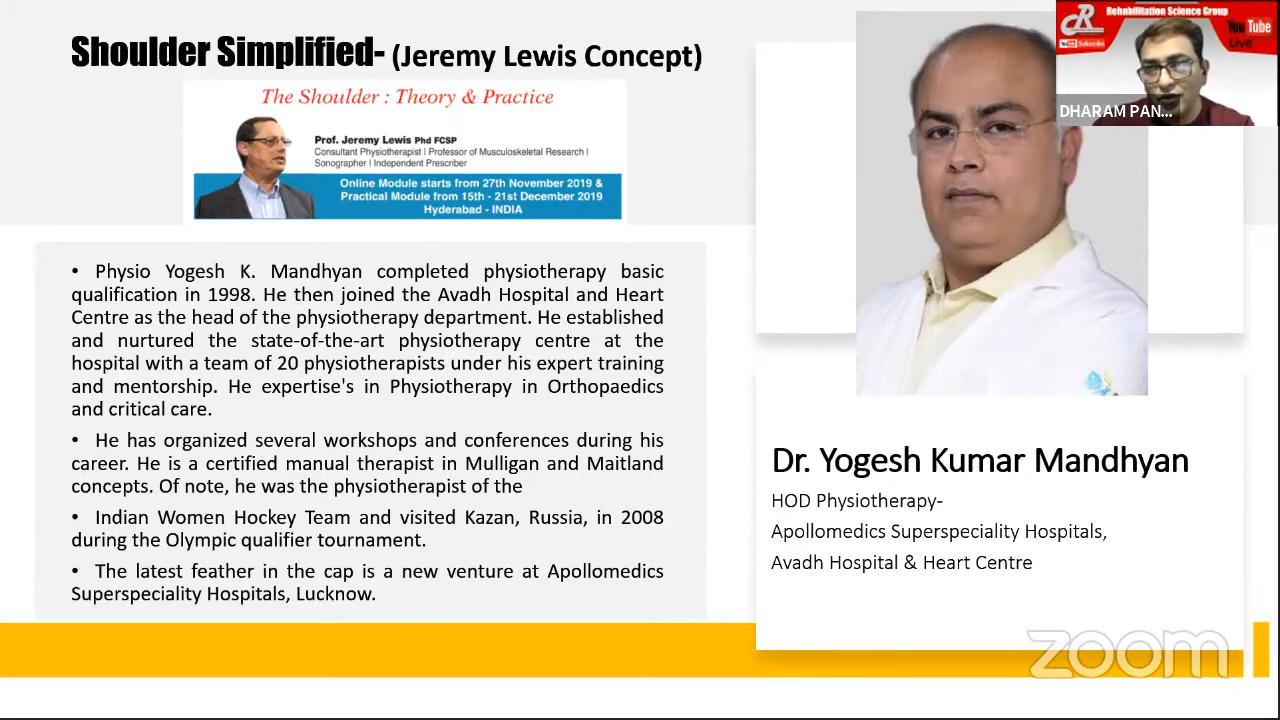 Shoulder Simplified- (Jeremy Lewis Concept)
The Shoulder : Theory & Practice
Prof. Jeremy Lewis Phd FCSP
Consultant Physiotherapist | Professor of Musculoskeletal Research |
Sonographer | Independent Prescriber
Online Module starts from 27th November 2019 &
Practical Module from 15th - 21st December 2019
Hyderabad - INDIA
• Physio Yogesh K. Mandhyan completed physiotherapy basic
qualification in 1998. He then joined the Avadh Hospital and Heart
Centre as the head of the physiotherapy department. He established
and nurtured the state-of-the-art physiotherapy centre at the
hospital with a team of 20 physiotherapists under his expert training
and mentorship. He expertise's in Physiotherapy in Orthopaedics
and critical care.
• He has organized several workshops and conferences during his
career. He is a certified manual therapist in Mulligan and Maitland
concepts. Of note, he was the physiotherapist of the
• Indian Women Hockey Team and visited Kazan, Russia, in 2008
during the Olympic qualifier tournament.
• The latest feather in the cap is a new venture at Apollomedics
Superspeciality Hospitals, Lucknow.
Rehabilitation Science Group
YouTube
Subscribe
Live
DHARAM PAN...
Dr. Yogesh Kumar Mandhyan
HOD Physiotherapy-
Apollomedics Superspeciality Hospitals,
Avadh Hospital & Heart Centre
zoom